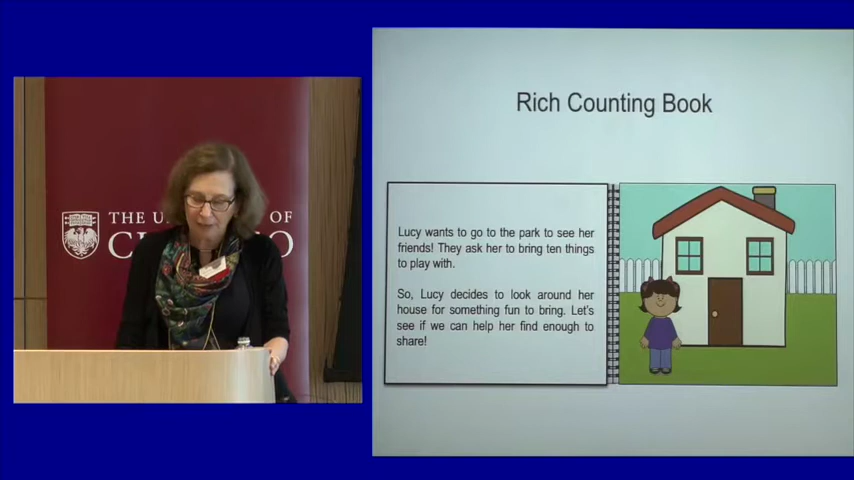 THE U OF
C O
Rich Counting Book
Lucy wants to go to the park to see her
friends! They ask her to bring ten things
to play with.
So, Lucy decides to look around her
house for something fun to bring. Let's
see if we can help her find enough to
share!